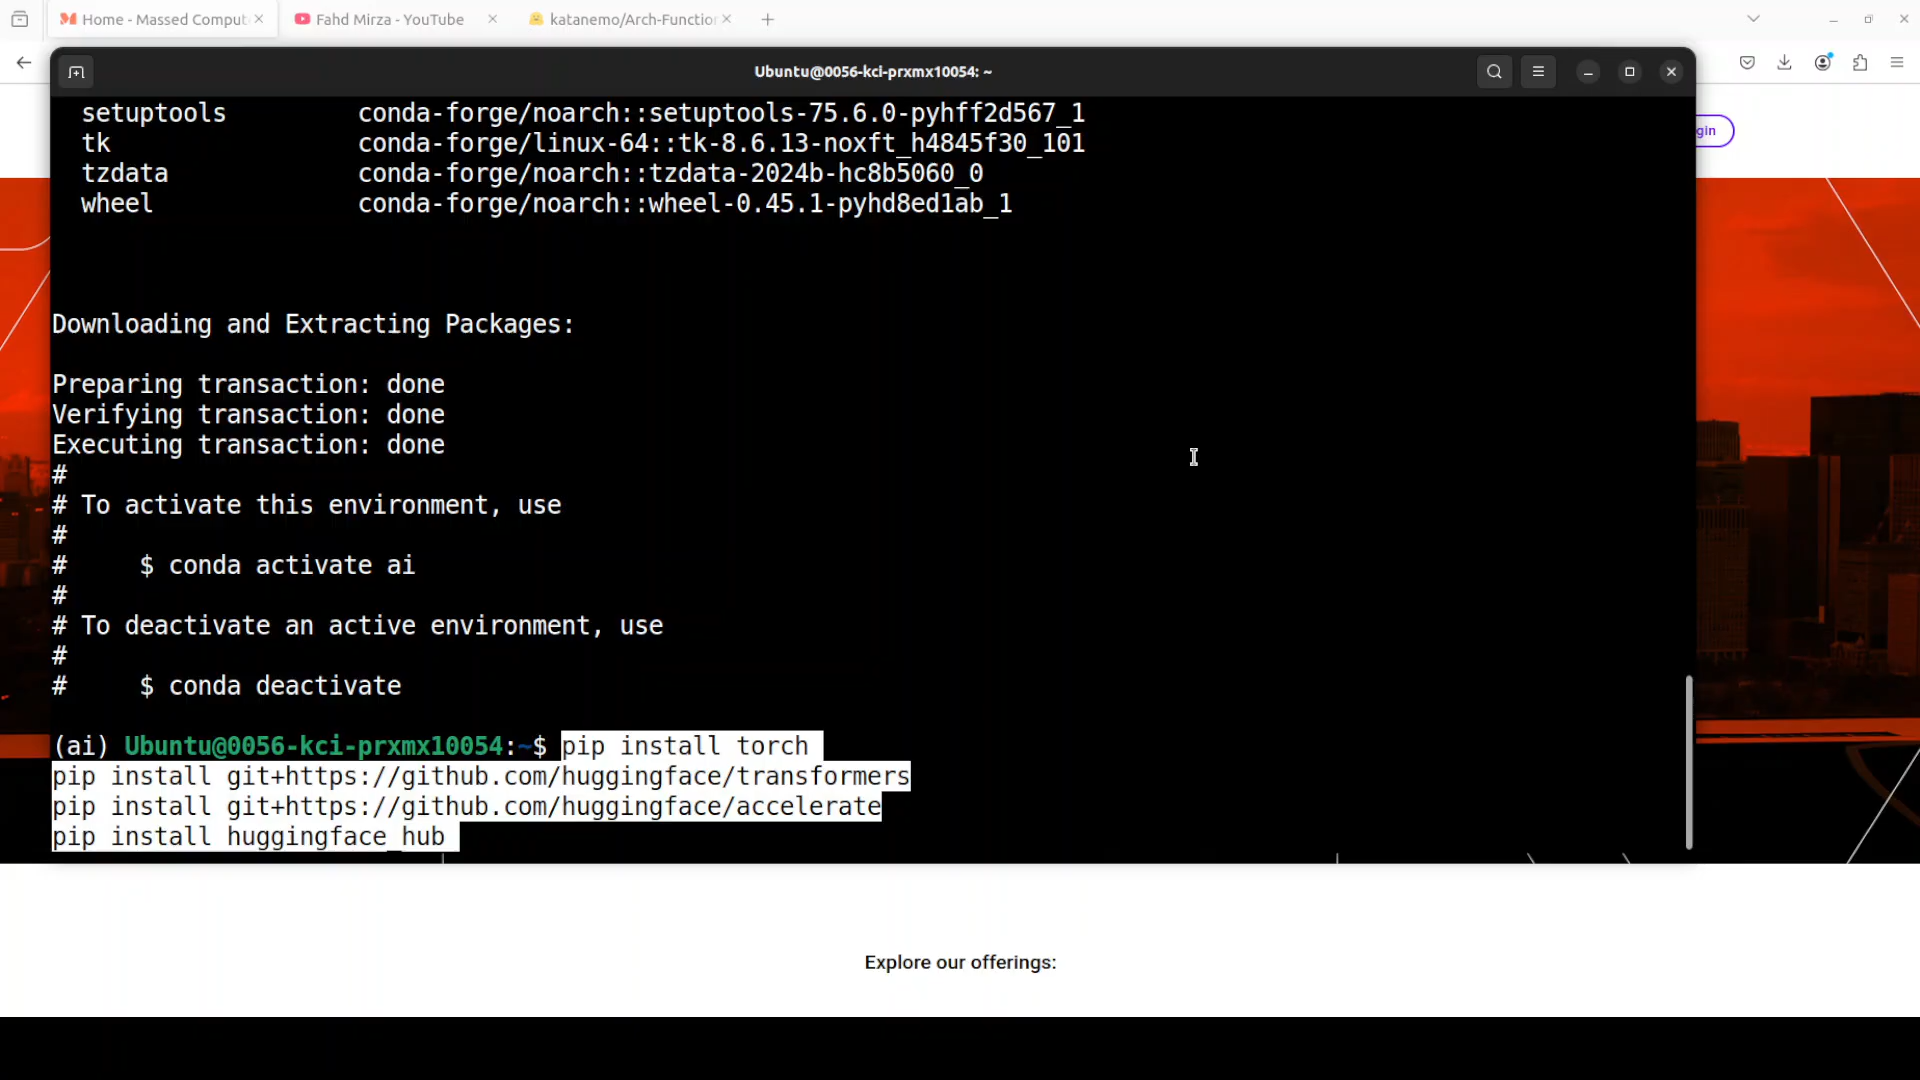 Home - Massed Comput
Fahd Mirza - YouTube
katanemo/Arch-Function
Ubuntu@0056-kci-prxmx10054: ~
gin
setuptools conda-forge/noarch::setuptools-75.6.0-pyhff2d567_1
tk conda-forge/linux-64::tk-8.6.13-noxft_h4845f30_101
tzdata conda-forge/noarch::tzdata-2024b-hc8b5060_0
wheel conda-forge/noarch::wheel-0.45.1-pyhd8ed1ab_1
Downloading and Extracting Packages:
Preparing transaction: done
Verifying transaction: done
Executing transaction: done
#
# To activate this environment, use
#
# $ conda activate ai
#
# To deactivate an active environment, use
#
# $ conda deactivate
(ai) Ubuntu@0056-kci-prxmx10054:~$ pip install torch
pip install git+https://github.com/huggingface/transformers
pip install git+https://github.com/huggingface/accelerate
pip install huggingface_hub
Explore our offerings: